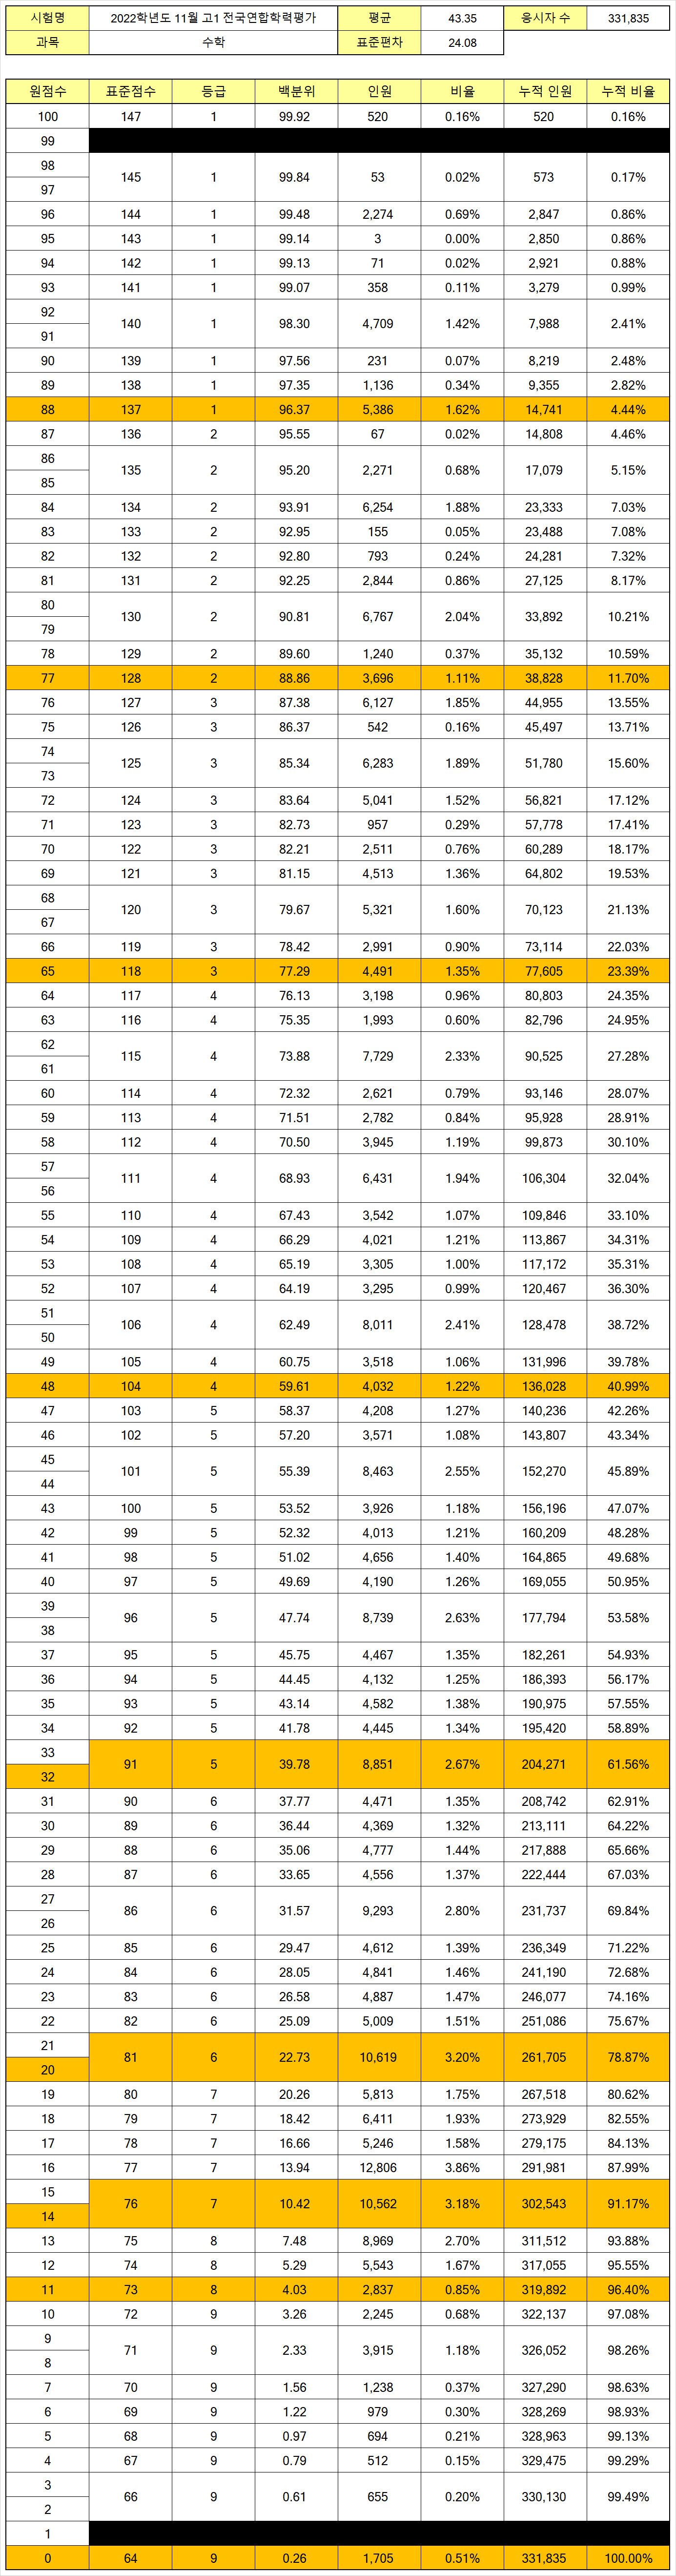 시험명 2022학년도 11월 고1 전국연합학력평가 평균 43.35 응시자 수 331,835
과목 수학 표준편차 24.08
원점수 표준점수 등급 백분위 인원 비율 누적 인원 누적 비율
100 147 1 99.92 520 0.16% 520 0.16%
99
98
145 1 99.84 53 0.02% 573 0.17%
97
96 144 1 99.48 2,274 0.69% 2,847 0.86%
95 143 1 99.14 3 0.00% 2,850 0.86%
94 142 1 99.13 71 0.02% 2,921 0.88%
93 141 1 99.07 358 0.11% 3,279 0.99%
92
140 1 98.30 4,709 1.42% 7,988 2.41%
91
90 139 1 97.56 231 0.07% 8,219 2.48%
89 138 1 97.35 1,136 0.34% 9,355 2.82%
88 137 1 96.37 5,386 1.62% 14,741 4.44%
87 136 2 95.55 67 0.02% 14,808 4.46%
86
135 2 95.20 2,271 0.68% 17,079 5.15%
85
84 134 2 93.91 6,254 1.88% 23,333 7.03%
83 133 2 92.95 155 0.05% 23,488 7.08%
82 132 2 92.80 793 0.24% 24,281 7.32%
81 131 2 92.25 2,844 0.86% 27,125 8.17%
80
130 2 90.81 6,767 2.04% 33,892 10.21%
79
78 129 2 89.60 1,240 0.37% 35,132 10.59%
77 128 2 88.86 3,696 1.11% 38,828 11.70%
76 127 3 87.38 6,127 1.85% 44,955 13.55%
75 126 3 86.37 542 0.16% 45,497 13.71%
74
125 3 85.34 6,283 1.89% 51,780 15.60%
73
72 124 3 83.64 5,041 1.52% 56,821 17.12%
71 123 3 82.73 957 0.29% 57,778 17.41%
70 122 3 82.21 2,511 0.76% 60,289 18.17%
69 121 3 81.15 4,513 1.36% 64,802 19.53%
68
120 3 79.67 5,321 1.60% 70,123 21.13%
67
66 119 3 78.42 2,991 0.90% 73,114 22.03%
65 118 3 77.29 4,491 1.35% 77,605 23.39%
64 117 4 76.13 3,198 0.96% 80,803 24.35%
63 116 4 75.35 1,993 0.60% 82,796 24.95%
62
115 4 73.88 7,729 2.33% 90,525 27.28%
61
60 114 4 72.32 2,621 0.79% 93,146 28.07%
59 113 4 71.51 2,782 0.84% 95,928 28.91%
58 112 4 70.50 3,945 1.19% 99,873 30.10%
57
111 4 68.93 6,431 1.94% 106,304 32.04%
56
55 110 4 67.43 3,542 1.07% 109,846 33.10%
54 109 4 66.29 4,021 1.21% 113,867 34.31%
53 108 4 65.19 3,305 1.00% 117,172 35.31%
52 107 4 64.19 3,295 0.99% 120,467 36.30%
51
106 4 62.49 8,011 2.41% 128,478 38.72%
50
49 105 4 60.75 3,518 1.06% 131,996 39.78%
48 104 4 59.61 4,032 1.22% 136,028 40.99%
47 103 5 58.37 4,208 1.27% 140,236 42.26%
46 102 5 57.20 3,571 1.08% 143,807 43.34%
45
101 5 55.39 8,463 2.55% 152,270 45.89%
44
43 100 5 53.52 3,926 1.18% 156,196 47.07%
42 99 5 52.32 4,013 1.21% 160,209 48.28%
41 98 5 51.02 4,656 1.40% 164,865 49.68%
40 97 5 49.69 4,190 1.26% 169,055 50.95%
39
96 5 47.74 8,739 2.63% 177,794 53.58%
38
37 95 5 45.75 4,467 1.35% 182,261 54.93%
36 94 5 44.45 4,132 1.25% 186,393 56.17%
35 93 5 43.14 4,582 1.38% 190,975 57.55%
34 92 5 41.78 4,445 1.34% 195,420 58.89%
33
91 5 39.78 8,851 2.67% 204,271 61.56%
32
31 90 6 37.77 4,471 1.35% 208,742 62.91%
30 89 6 36.44 4,369 1.32% 213,111 64.22%
29 88 6 35.06 4,777 1.44% 217,888 65.66%
28 87 6 33.65 4,556 1.37% 222,444 67.03%
27
86 6 31.57 9,293 2.80% 231,737 69.84%
26
25 85 6 29.47 4,612 1.39% 236,349 71.22%
24 84 6 28.05 4,841 1.46% 241,190 72.68%
23 83 6 26.58 4,887 1.47% 246,077 74.16%
22 82 6 25.09 5,009 1.51% 251,086 75.67%
21
81 6 22.73 10,619 3.20% 261,705 78.87%
20
19 80 7 20.26 5,813 1.75% 267,518 80.62%
18 79 7 18.42 6,411 1.93% 273,929 82.55%
17 78 7 16.66 5,246 1.58% 279,175 84.13%
16 77 7 13.94 12,806 3.86% 291,981 87.99%
15
76 7 10.42 10,562 3.18% 302,543 91.17%
14
13 75 8 7.48 8,969 2.70% 311,512 93.88%
12 74 8 5.29 5,543 1.67% 317,055 95.55%
11 73 8 4.03 2,837 0.85% 319,892 96.40%
10 72 9 3.26 2,245 0.68% 322,137 97.08%
9
71 9 2.33 3,915 1.18% 326,052 98.26%
8
7 70 9 1.56 1,238 0.37% 327,290 98.63%
6 69 9 1.22 979 0.30% 328,269 98.93%
5 68 9 0.97 694 0.21% 328,963 99.13%
4 67 9 0.79 512 0.15% 329,475 99.29%
3
66 9 0.61 655 0.20% 330,130 99.49%
2
1
0 64 9 0.26 1,705 0.51% 331,835 100.00%